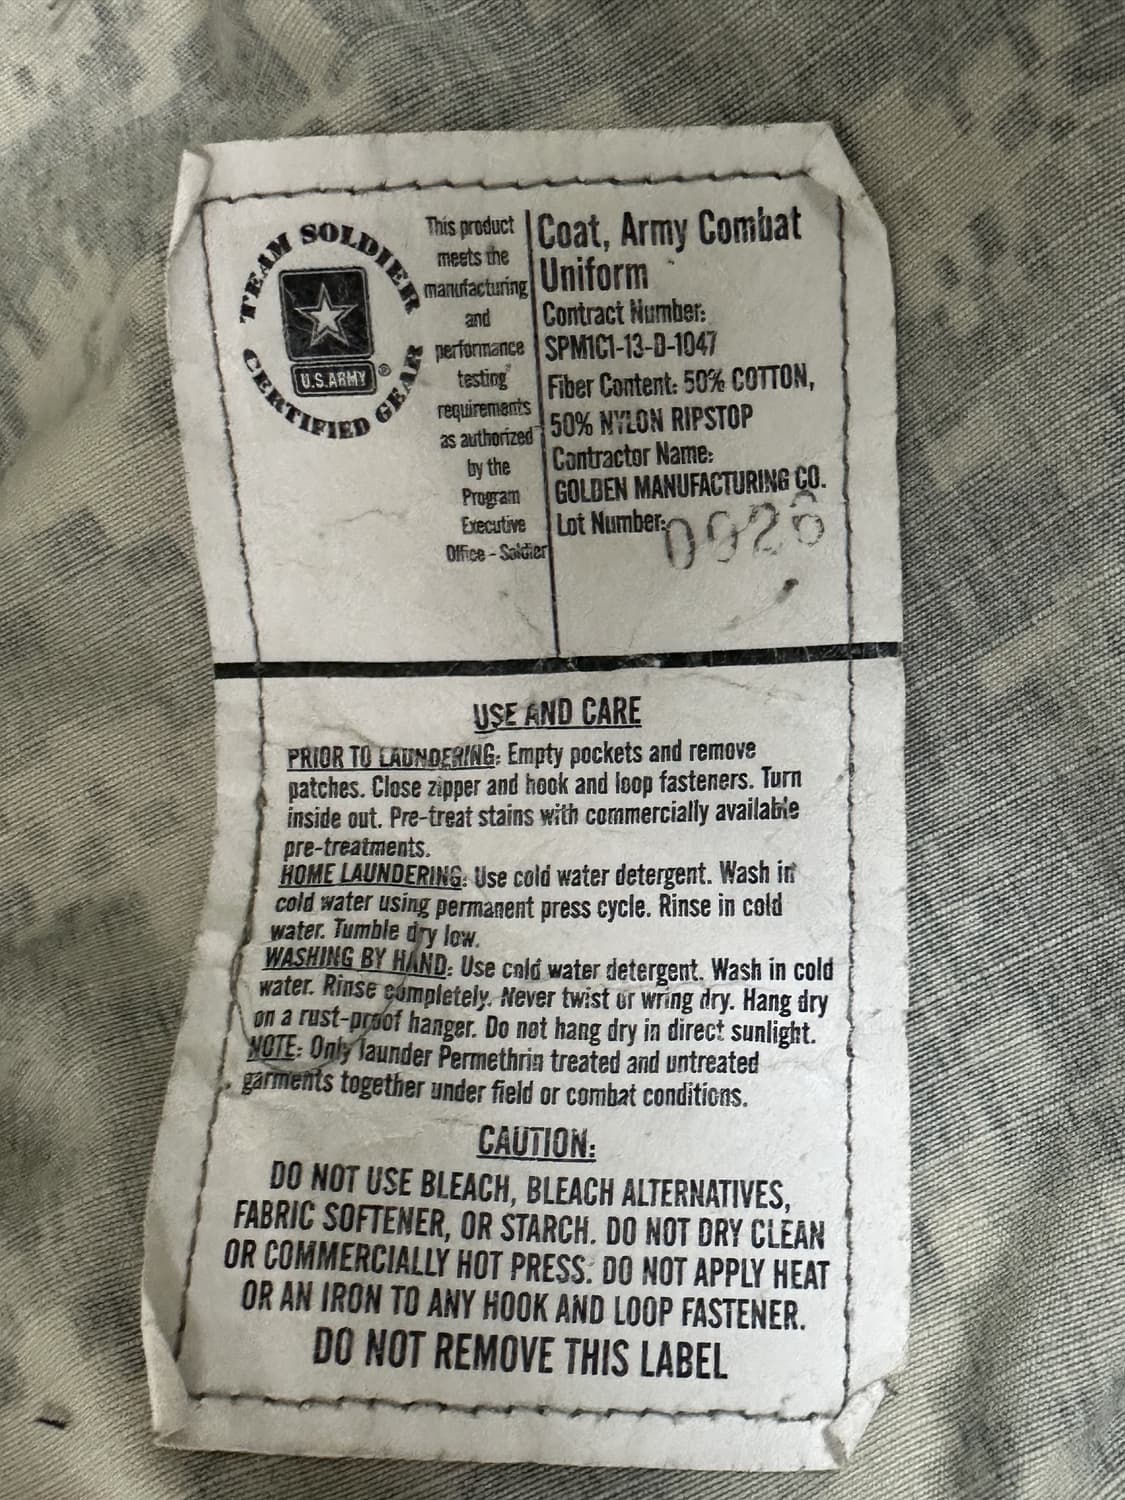 TEAM SOLDIER
CERTIFIED GEAR
U.S.ARMY ®
This product
meets the
manufacturing
and
performance
testing
requirements
as authorized
by the
Program
Executive
Office - Soldier
Coat, Army Combat
Uniform
Contract Number:
SPM1C1-13-D-1047
Fiber Content: 50% COTTON,
50% NYLON RIPSTOP
Contractor Name:
GOLDEN MANUFACTURING CO.
Lot Number: 0026
USE AND CARE
PRIOR TO LAUNDERING: Empty pockets and remove
patches. Close zipper and hook and loop fasteners. Turn
inside out. Pre-treat stains with commercially available
pre-treatments.
HOME LAUNDERING: Use cold water detergent. Wash in
cold water using permanent press cycle. Rinse in cold
water. Tumble dry low.
WASHING BY HAND: Use cold water detergent. Wash in cold
water. Rinse completely. Never twist or wring dry. Hang dry
on a rust-proof hanger. Do not hang dry in direct sunlight.
NOTE: Only launder Permethrin treated and untreated
garments together under field or combat conditions.
CAUTION:
DO NOT USE BLEACH, BLEACH ALTERNATIVES,
FABRIC SOFTENER, OR STARCH. DO NOT DRY CLEAN
OR COMMERCIALLY HOT PRESS. DO NOT APPLY HEAT
OR AN IRON TO ANY HOOK AND LOOP FASTENER.
DO NOT REMOVE THIS LABEL